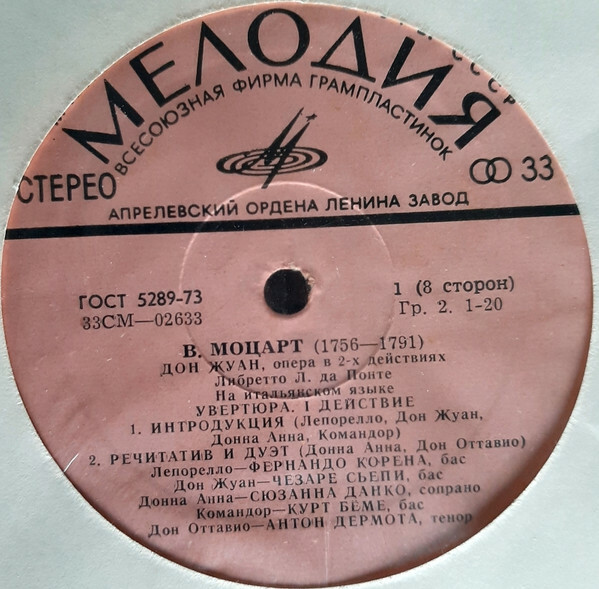 МЕЛОДИЯ
СССР
ВСЕСОЮЗНАЯ ФИРМА ГРАМПЛАСТИНОК
СТЕРЕО
33
АПРЕЛЕВСКИЙ ОРДЕНА ЛЕНИНА ЗАВОД
ГОСТ 5289-73
33СМ—02633
1 (8 сторон)
Гр. 2. 1-20
В. МОЦАРТ (1756—1791)
ДОН ЖУАН, опера в 2-х действиях
Либретто Л. да Понте
На итальянском языке
УВЕРТЮРА. I ДЕЙСТВИЕ
1. ИНТРОДУКЦИЯ (Лепорелло, Дон Жуан,
Донна Анна, Командор)
2. РЕЧИТАТИВ И ДУЭТ (Донна Анна, Дон Оттавио)
Лепорелло—ФЕРНАНДО КОРЕНА, бас
Дон Жуан—ЧЕЗАРЕ СЬЕПИ, бас
Донна Анна—СЮЗАННА ДАНКО, сопрано
Командор—КУРТ БЁМЕ, бас
Дон Оттавио—АНТОН ДЕРМОТА, тенор